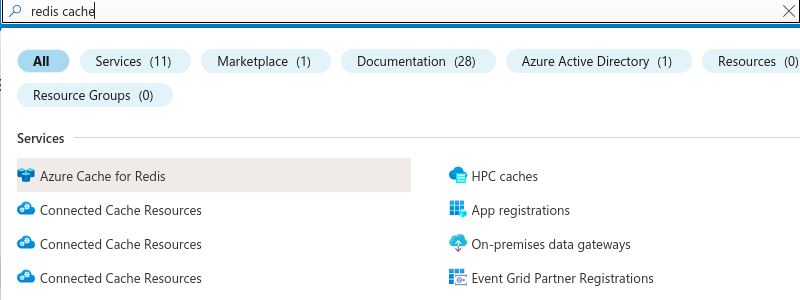 redis cache
All Services (11) Marketplace (1) Documentation (28) Azure Active Directory (1) Resources (0)
Resource Groups (0)
Services
Azure Cache for Redis HPC caches
Connected Cache Resources App registrations
Connected Cache Resources On-premises data gateways
Connected Cache Resources Event Grid Partner Registrations